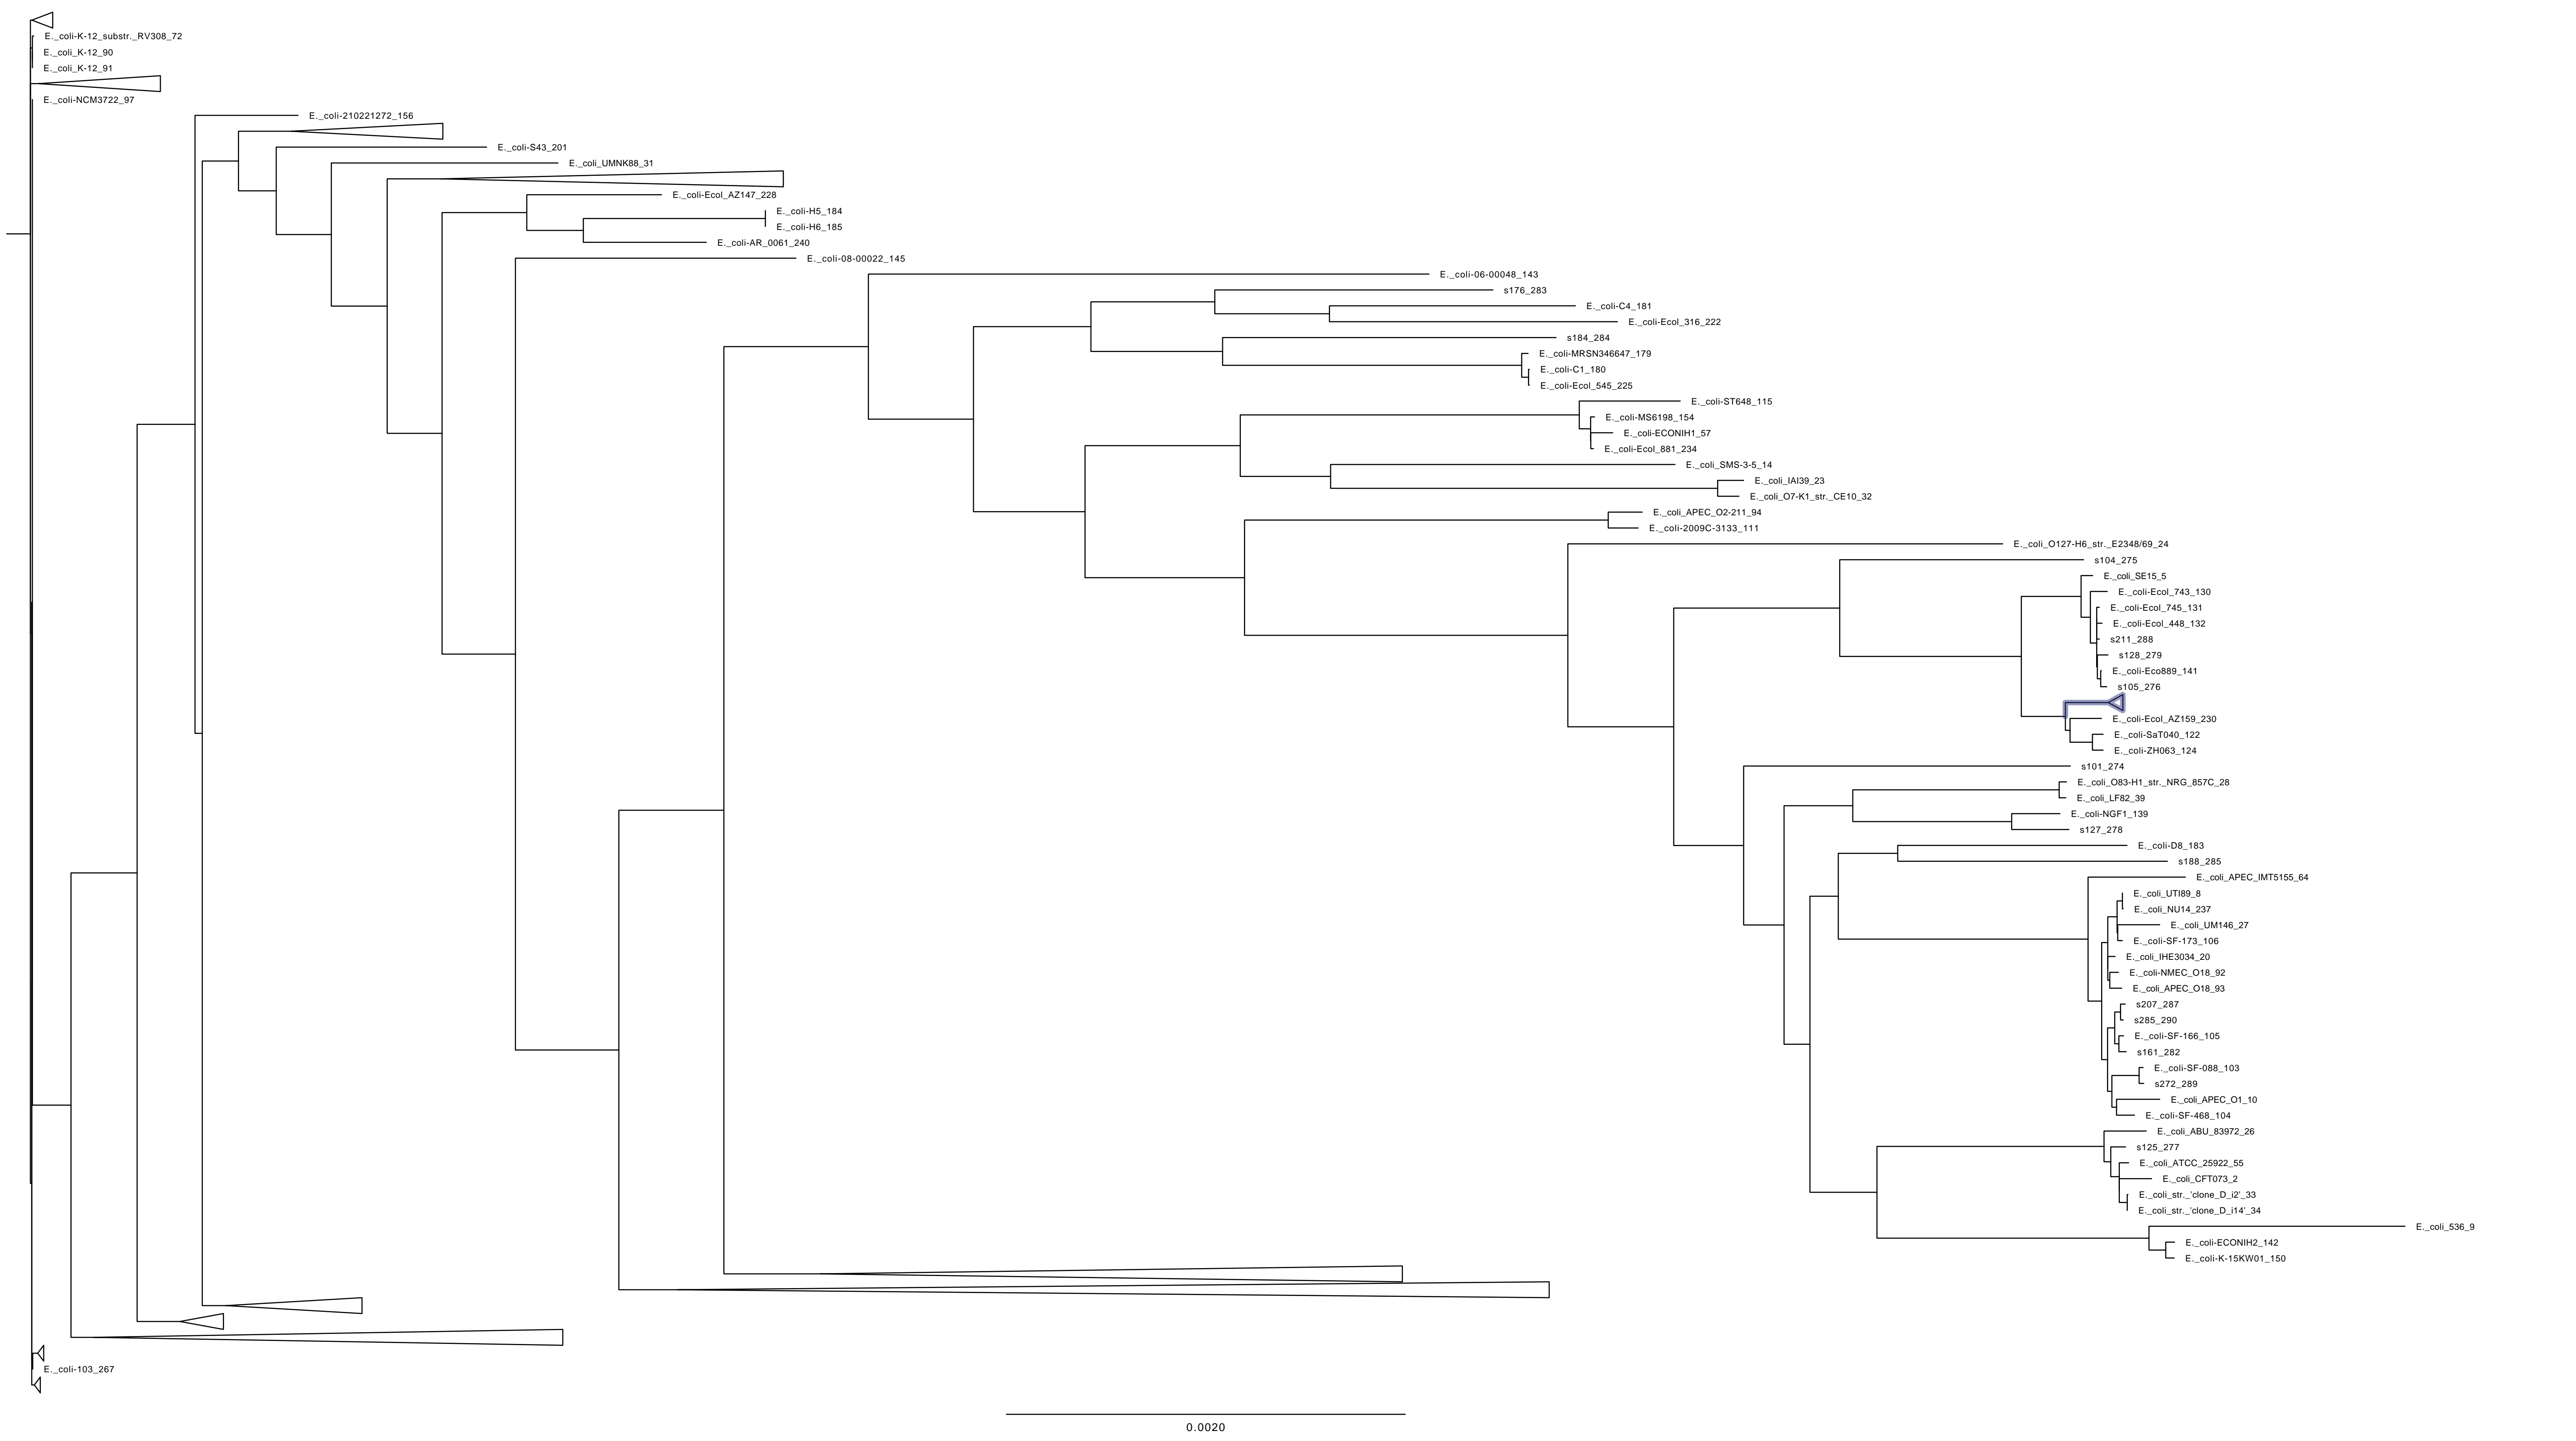 E._coli-K-12_substr._RV308_72
E._coli_K-12_90
E._coli_K-12_91
E._coli-NCM3722_97
E._coli-210221272_156
E._coli-S43_201
E._coli_UMNK88_31
E._coli-Ecol_AZ147_228
E._coli-H5_184
E._coli-H6_185
E._coli-AR_0061_240
E._coli-08-00022_145
E._coli-06-00048_143
s176_283
E._coli-C4_181
E._coli-Ecol_316_222
s184_284
E._coli-MRSN346647_179
E._coli-C1_180
E._coli-Ecol_545_225
E._coli-ST648_115
E._coli-MS6198_154
E._coli-ECONIH1_57
E._coli-Ecol_881_234
E._coli_SMS-3-5_14
E._coli_IAI39_23
E._coli_O7-K1_str._CE10_32
E._coli_APEC_O2-211_94
E._coli-2009C-3133_111
E._coli_O127-H6_str._E2348/69_24
s104_275
E._coli_SE15_5
E._coli-Ecol_743_130
E._coli-Ecol_745_131
E._coli-Ecol_448_132
s211_288
s128_279
E._coli-Eco889_141
s105_276
E._coli-Ecol_AZ159_230
E._coli-SaT040_122
E._coli-ZH063_124
s101_274
E._coli_O83-H1_str._NRG_857C_28
E._coli_LF82_39
E._coli-NGF1_139
s127_278
E._coli-D8_183
s188_285
E._coli_APEC_IMT5155_64
E._coli_UTI89_8
E._coli_NU14_237
E._coli_UM146_27
E._coli-SF-173_106
E._coli_IHE3034_20
E._coli-NMEC_O18_92
E._coli_APEC_O18_93
s207_287
s285_290
E._coli-SF-166_105
s161_282
E._coli-SF-088_103
s272_289
E._coli_APEC_O1_10
E._coli-SF-468_104
E._coli_ABU_83972_26
s125_277
E._coli_ATCC_25922_55
E._coli_CFT073_2
E._coli_str._'clone_D_i2'_33
E._coli_str._'clone_D_i14'_34
E._coli_536_9
E._coli-ECONIH2_142
E._coli-K-15KW01_150
E._coli-103_267
0.0020